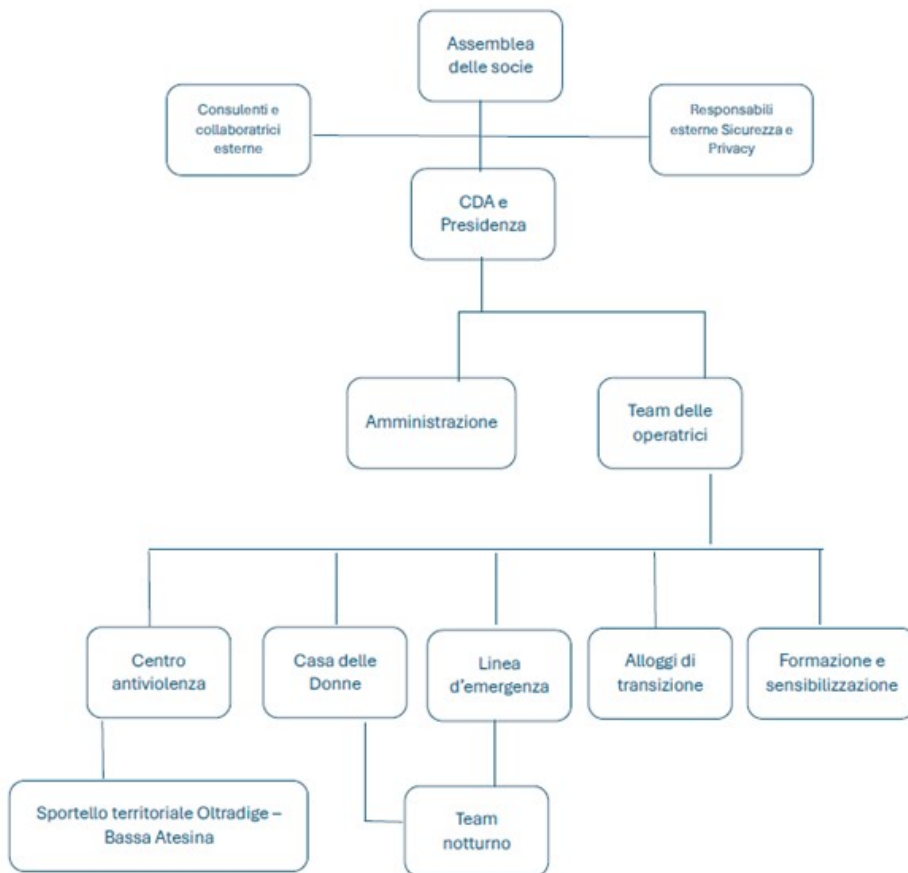 Assemblea
delle socie
Consulenti e
collaboratrici
esterne
Responsabili
esterne Sicurezza e
Privacy
CDA e
Presidenza
Amministrazione
Team delle
operatrici
Centro
antiviolenza
Casa delle
Donne
Linea
d'emergenza
Alloggi di
transizione
Formazione e
sensibilizzazione
Sportello territoriale Oltradige –
Bassa Atesina
Team
notturno